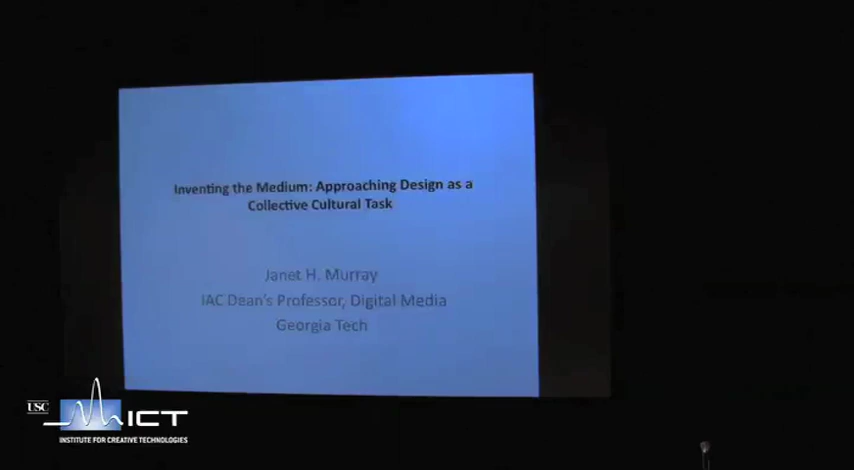 Inventing the Medium: Approaching Design as a
Collective Cultural Task
Janet H. Murray
IAC Dean's Professor, Digital Media
Georgia Tech
USC
ICT
INSTITUTE FOR CREATIVE TECHNOLOGIES